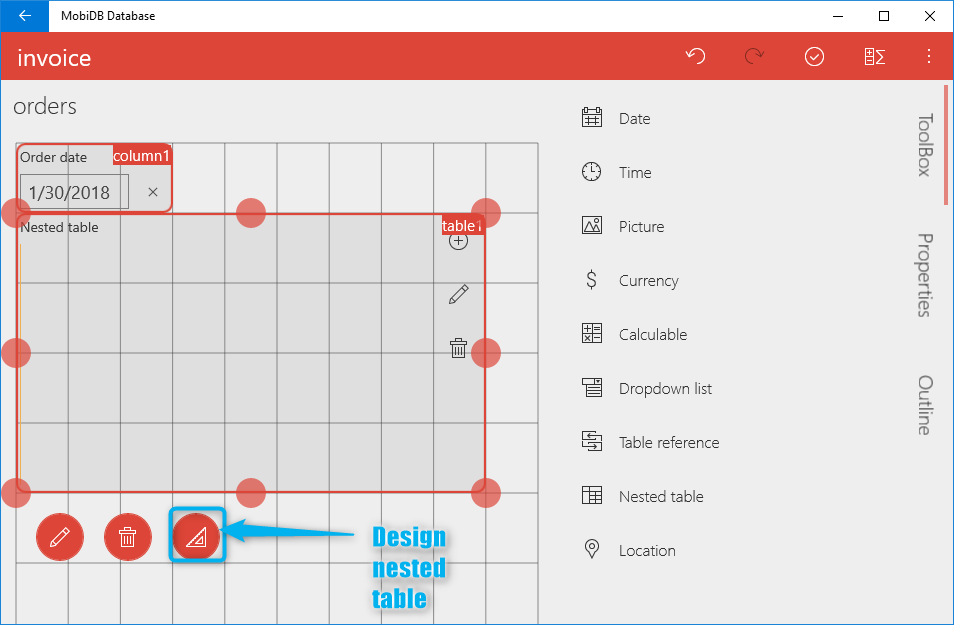 MobiDB Database
invoice
orders
Order date
column1
1/30/2018
Nested table
table1
Design
nested
table
Date
Time
Picture
Currency
Calculable
Dropdown list
Table reference
Nested table
Location
ToolBox
Properties
Outline